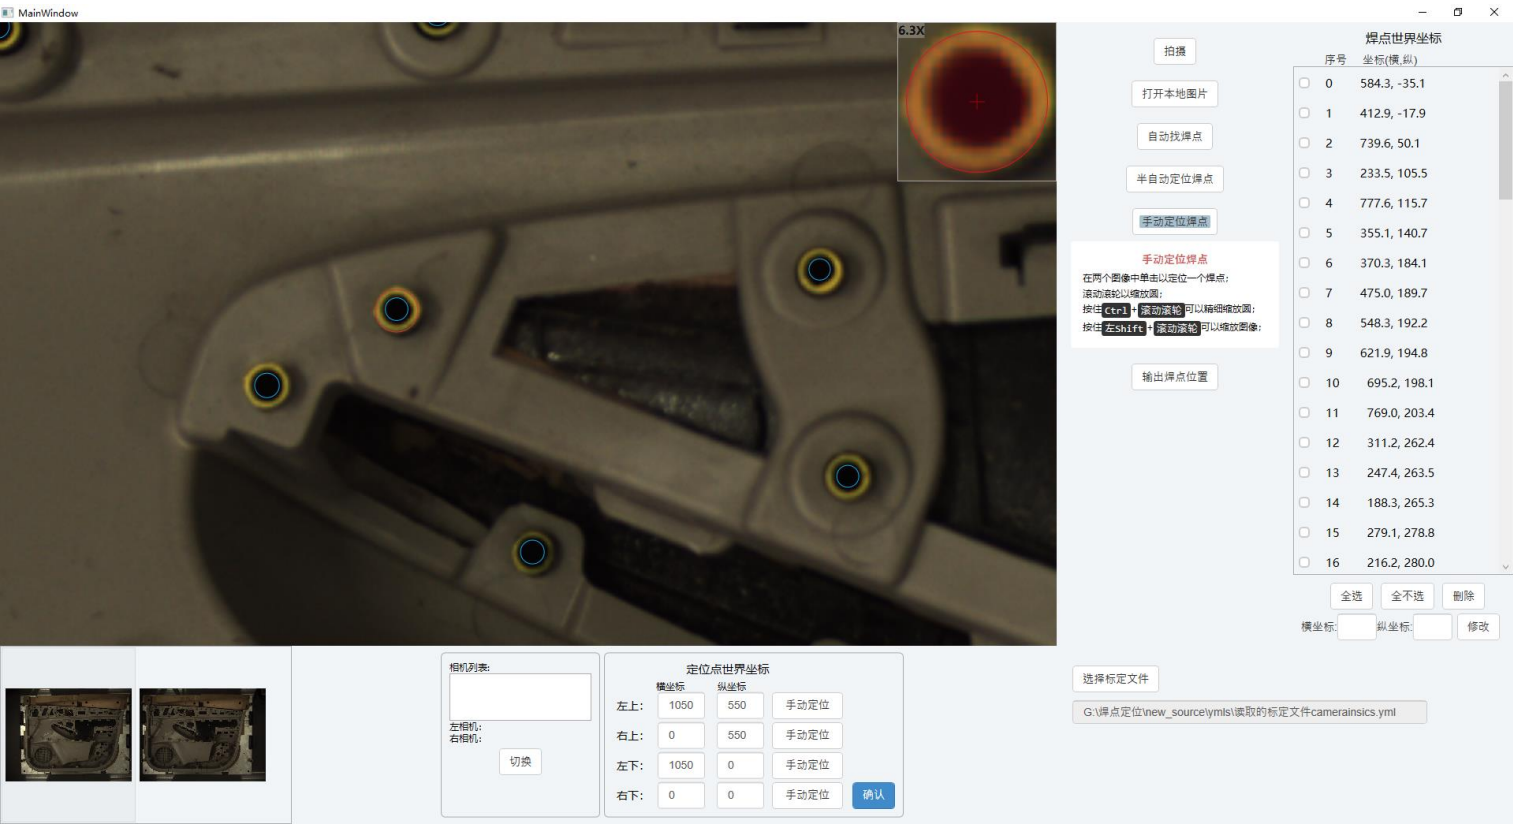 MainWindow
6.3X
拍摄
打开本地图片
自动找焊点
半自动定位焊点
手动定位焊点
手动定位焊点
在两个图像中单击以定位一个焊点;
滚动滚轮以缩放圆;
按住Ctrl+滚动滚轮可以精细缩放圆;
按住左Shift+滚动滚轮可以缩放图像;
输出焊点位置
焊点世界坐标
序号 坐标(横,纵)
0 584.3, -35.1
1 412.9, -17.9
2 739.6, 50.1
3 233.5, 105.5
4 777.6, 115.7
5 355.1, 140.7
6 370.3, 184.1
7 475.0, 189.7
8 548.3, 192.2
9 621.9, 194.8
10 695.2, 198.1
11 769.0, 203.4
12 311.2, 262.4
13 247.4, 263.5
14 188.3, 265.3
15 279.1, 278.8
16 216.2, 280.0
全选 全不选 删除
横坐标: 纵坐标: 修改
相机列表:
左相机:
右相机:
切换
定位点世界坐标
横坐标 纵坐标
左上: 1050 550 手动定位
右上: 0 550 手动定位
左下: 1050 0 手动定位
右下: 0 0 手动定位 确认
选择标定文件
G:\焊点定位\new_source\ymls\读取的标定文件camerainsics.yml